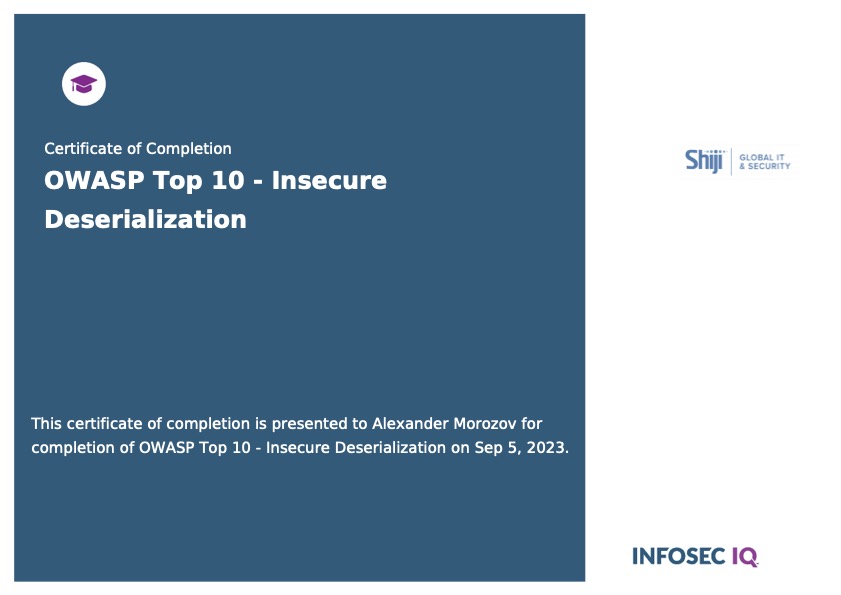 Certificate of Completion
OWASP Top 10 - Insecure
Deserialization
This certificate of completion is presented to Alexander Morozov for
completion of OWASP Top 10 - Insecure Deserialization on Sep 5, 2023.
Shiji
GLOBAL IT
& SECURITY
INFOSEC IQ